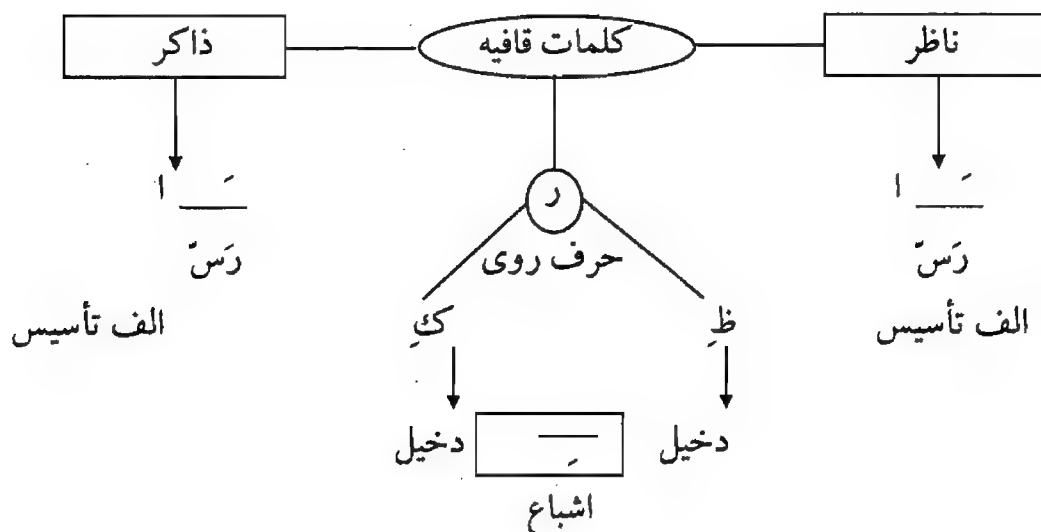 ناظر کلمات قافیه ذاکر
ر
حرف روی
ـَ ا ـَ ا
رَسّ رَسّ
الف تأسیس الف تأسیس
ظِ كِ
دخیل ـِ دخیل
اشباع